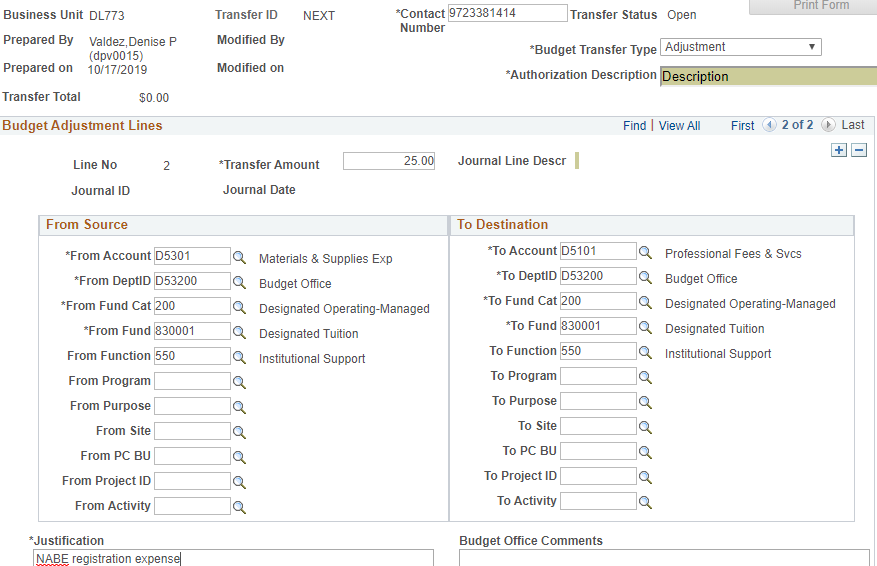 Business Unit DL773 Transfer ID NEXT *Contact Number 9723381414 Transfer Status Open Print Form
Prepared By Valdez,Denise P (dpv0015) Modified By *Budget Transfer Type Adjustment
Prepared on 10/17/2019 Modified on *Authorization Description Description
Transfer Total $0.00
Budget Adjustment Lines Find | View All First 2 of 2 Last
Line No 2 *Transfer Amount 25.00 Journal Line Descr
Journal ID Journal Date
From Source
*From Account D5301 Materials & Supplies Exp
*From DeptID D53200 Budget Office
*From Fund Cat 200 Designated Operating-Managed
*From Fund 830001 Designated Tuition
From Function 550 Institutional Support
From Program
From Purpose
From Site
From PC BU
From Project ID
From Activity
To Destination
*To Account D5101 Professional Fees & Svcs
*To DeptID D53200 Budget Office
*To Fund Cat 200 Designated Operating-Managed
*To Fund 830001 Designated Tuition
To Function 550 Institutional Support
To Program
To Purpose
To Site
To PC BU
To Project ID
To Activity
*Justification
NABE registration expense
Budget Office Comments